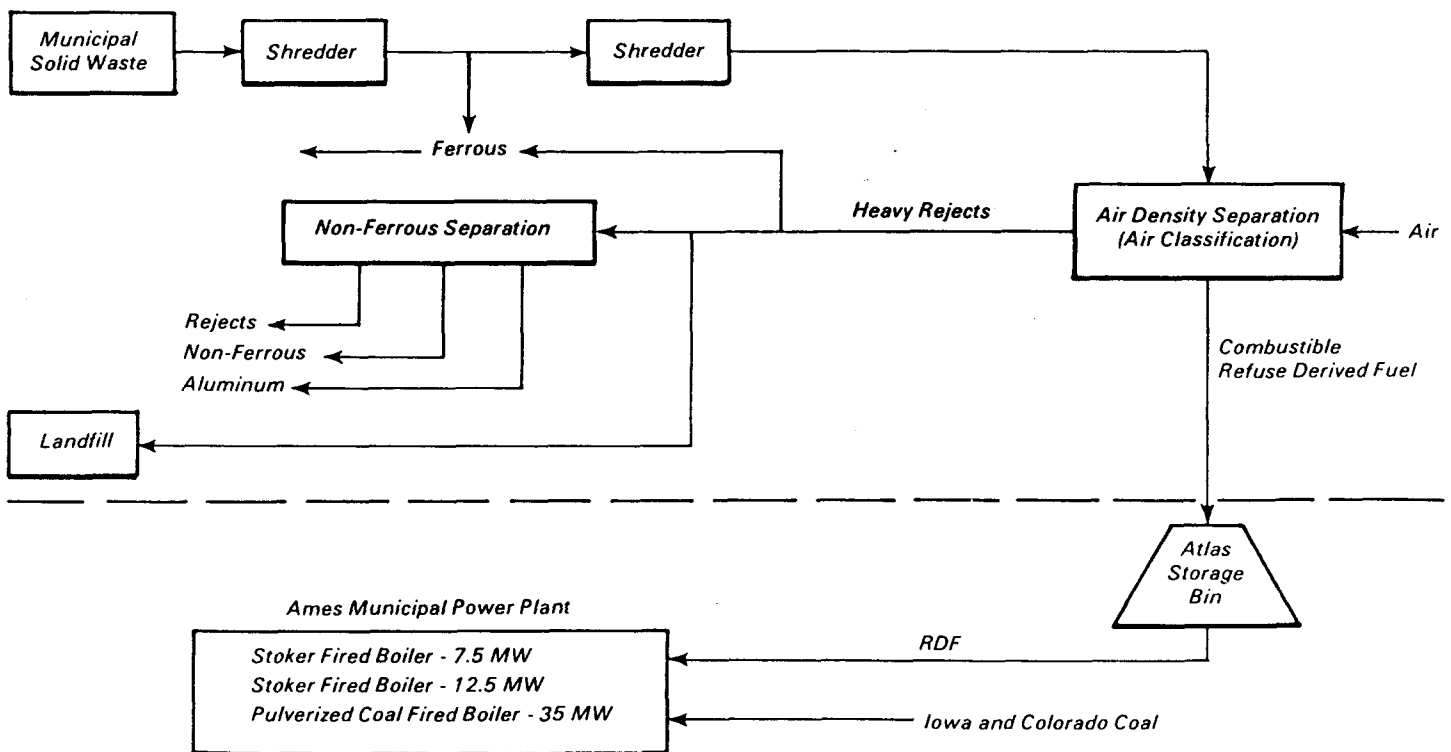 Municipal
Solid Waste
Shredder
Shredder
Ferrous
Non-Ferrous Separation
Heavy Rejects
Air Density Separation
(Air Classification)
Air
Rejects
Non-Ferrous
Aluminum
Combustible
Refuse Derived Fuel
Landfill
Atlas
Storage
Bin
Ames Municipal Power Plant
Stoker Fired Boiler - 7.5 MW
Stoker Fired Boiler - 12.5 MW
Pulverized Coal Fired Boiler - 35 MW
RDF
Iowa and Colorado Coal